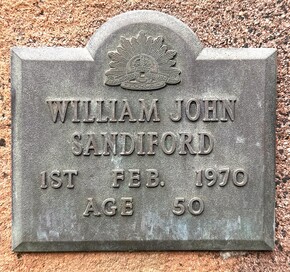 WILLIAM JOHN
SANDIFORD
1ST FEB. 1970
AGE 50